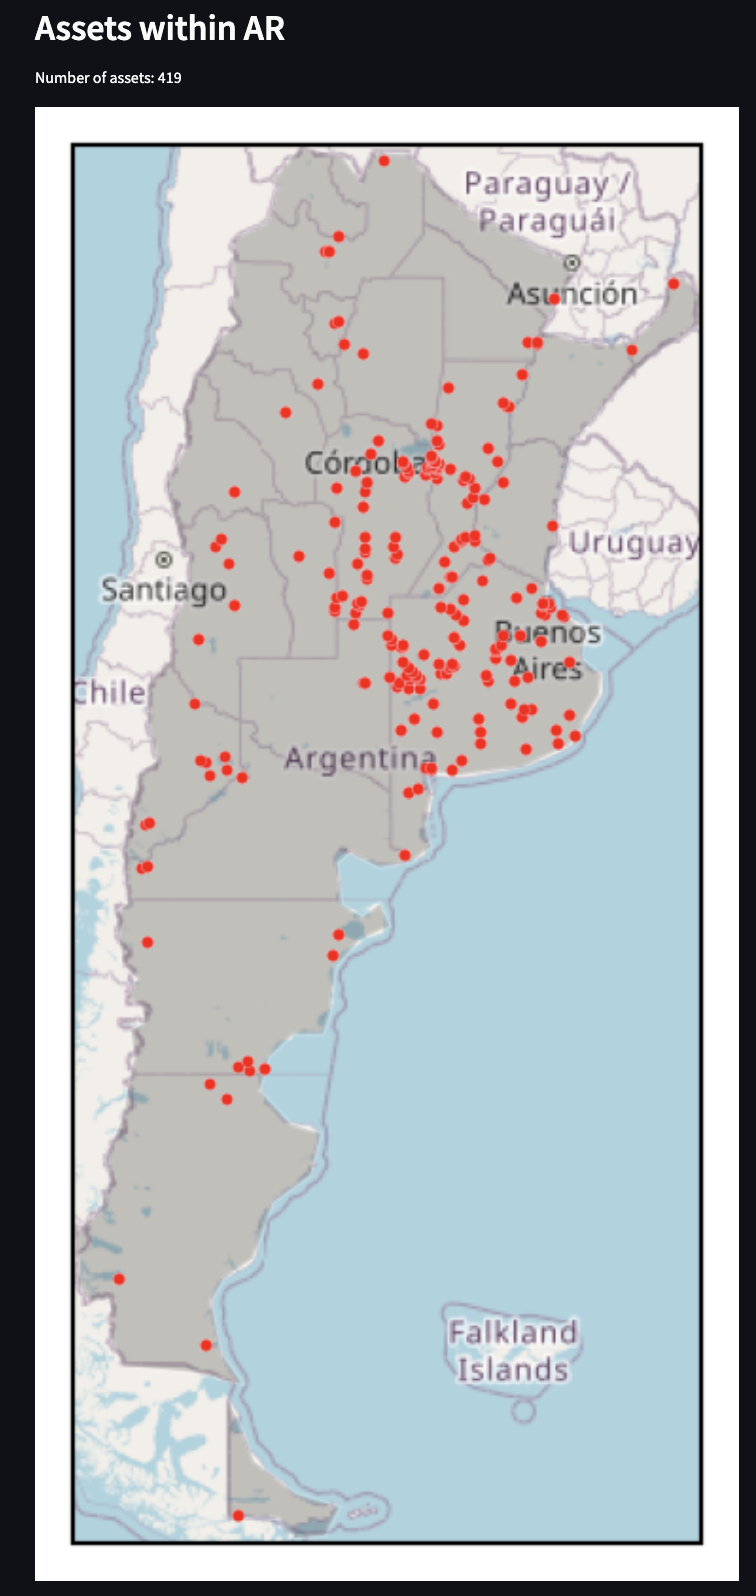 Assets within AR
Number of assets: 419
Paraguay /
Paraguái
Asunción
Córdoba
Uruguay
Santiago
Buenos
Aires
Chile
Argentina
Falkland
Islands